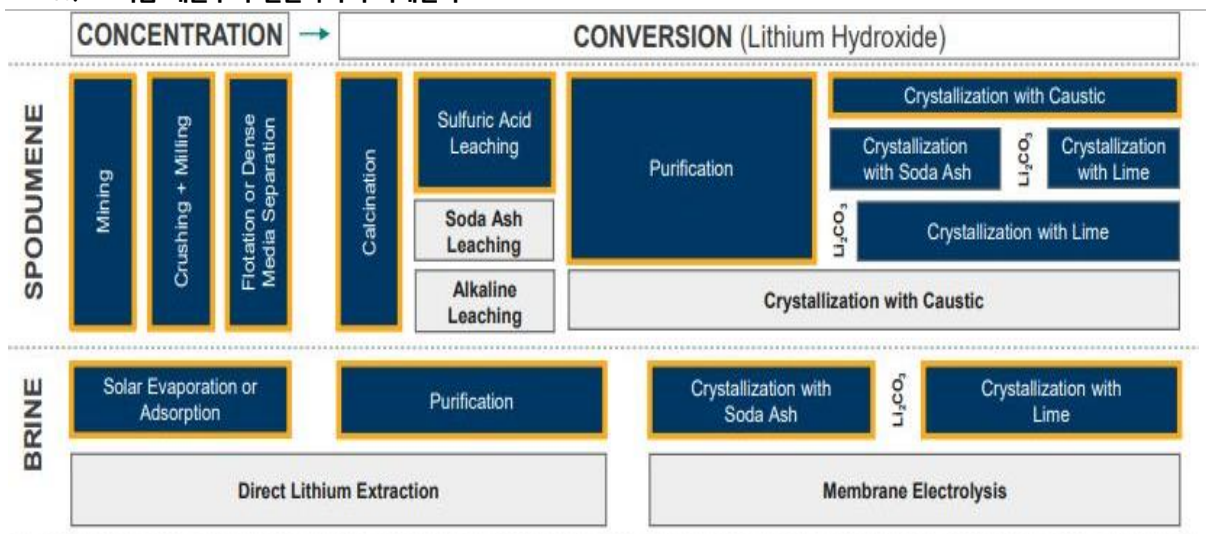 CONCENTRATION → CONVERSION (Lithium Hydroxide)
SPODUMENE
Mining
Crushing + Milling
Flotation or Dense
Media Separation
Calcination
Sulfuric Acid
Leaching
Soda Ash
Leaching
Alkaline
Leaching
Purification
Crystallization with Caustic
Crystallization
with Soda Ash
Li₂CO₃
Crystallization
with Lime
Li₂CO₃
Crystallization with Lime
Crystallization with Caustic
BRINE
Solar Evaporation or
Adsorption
Purification
Crystallization with
Soda Ash
Li₂CO₃
Crystallization with
Lime
Direct Lithium Extraction
Membrane Electrolysis